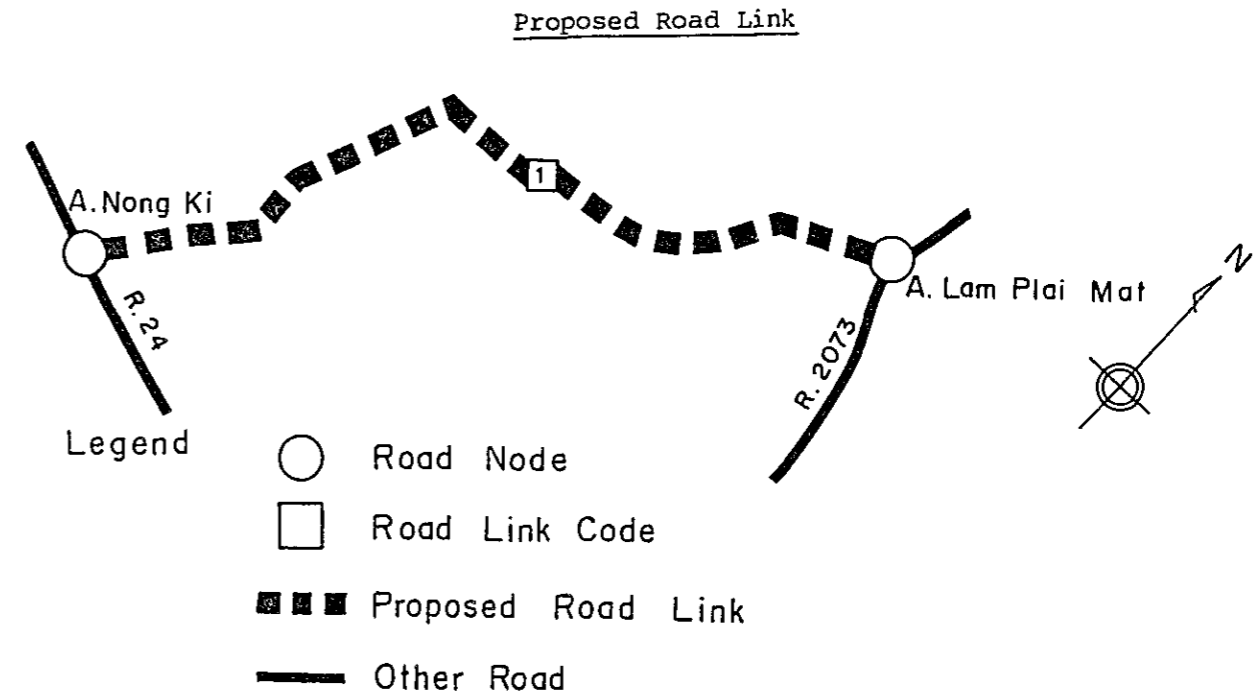 Proposed Road Link
1
A. Nong Ki
N
A. Lam Plai Mat
R. 24
R. 2073
Legend
Road Node
Road Link Code
Proposed Road Link
Other Road